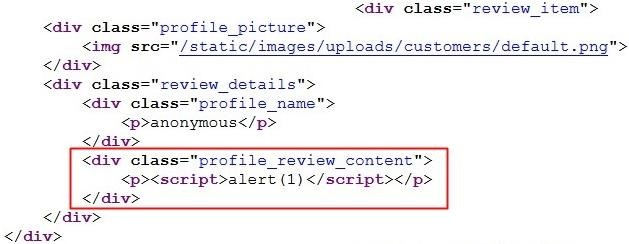 <div class="review_item">
<div class="profile_picture">
<img src="/static/images/uploads/customers/default.png">
</div>
<div class="review_details">
<div class="profile_name">
<p>anonymous</p>
</div>
<div class="profile_review_content">
<p><script>alert(1)</script></p>
</div>
</div>
</div>